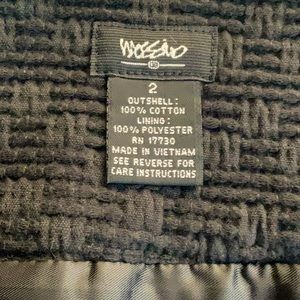 mossimo
2
OUTSHELL:
100% COTTON
LINING:
100% POLYESTER
RN 17730
MADE IN VIETNAM
SEE REVERSE FOR
CARE INSTRUCTIONS